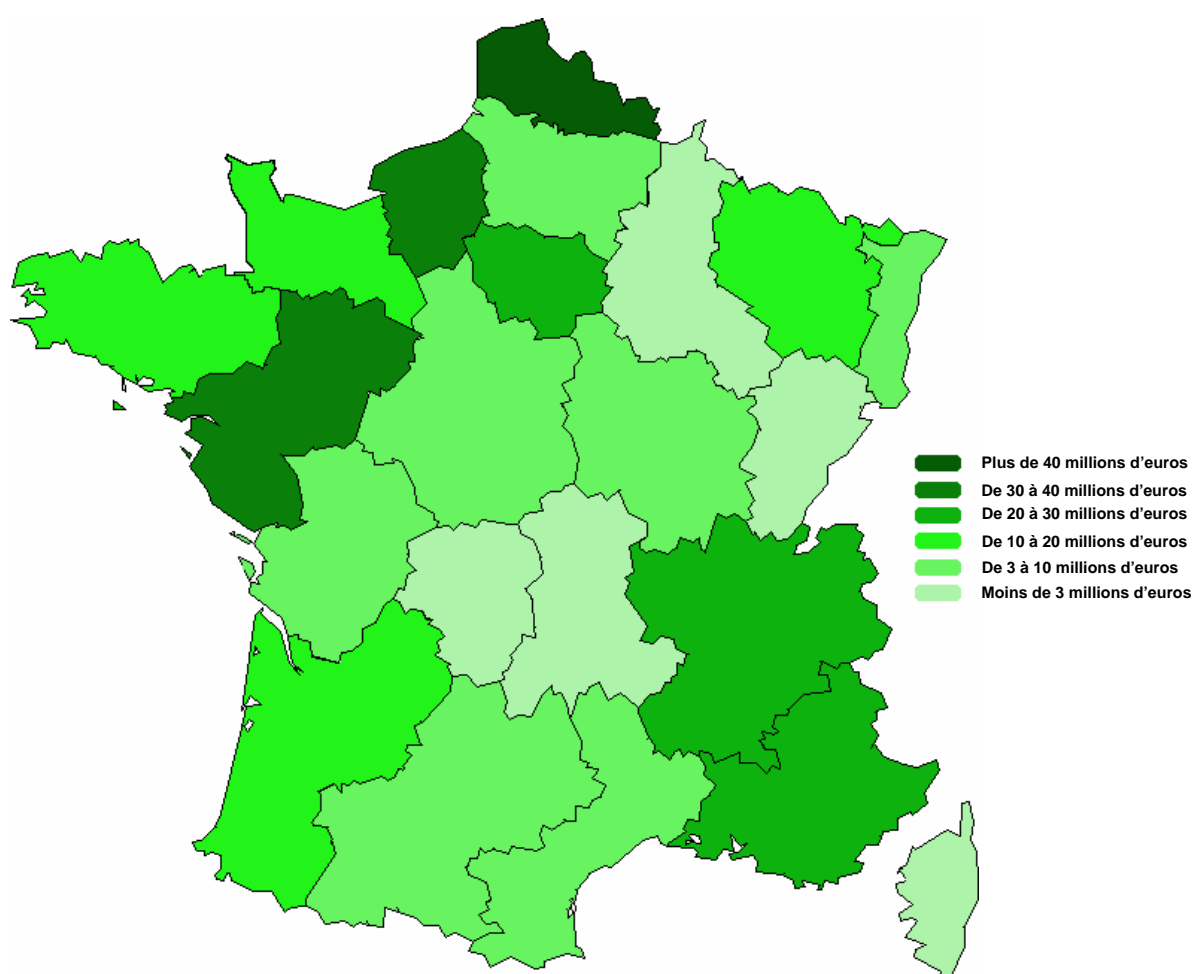 Plus de 40 millions d’euros
De 30 à 40 millions d’euros
De 20 à 30 millions d’euros
De 10 à 20 millions d’euros
De 3 à 10 millions d’euros
Moins de 3 millions d’euros